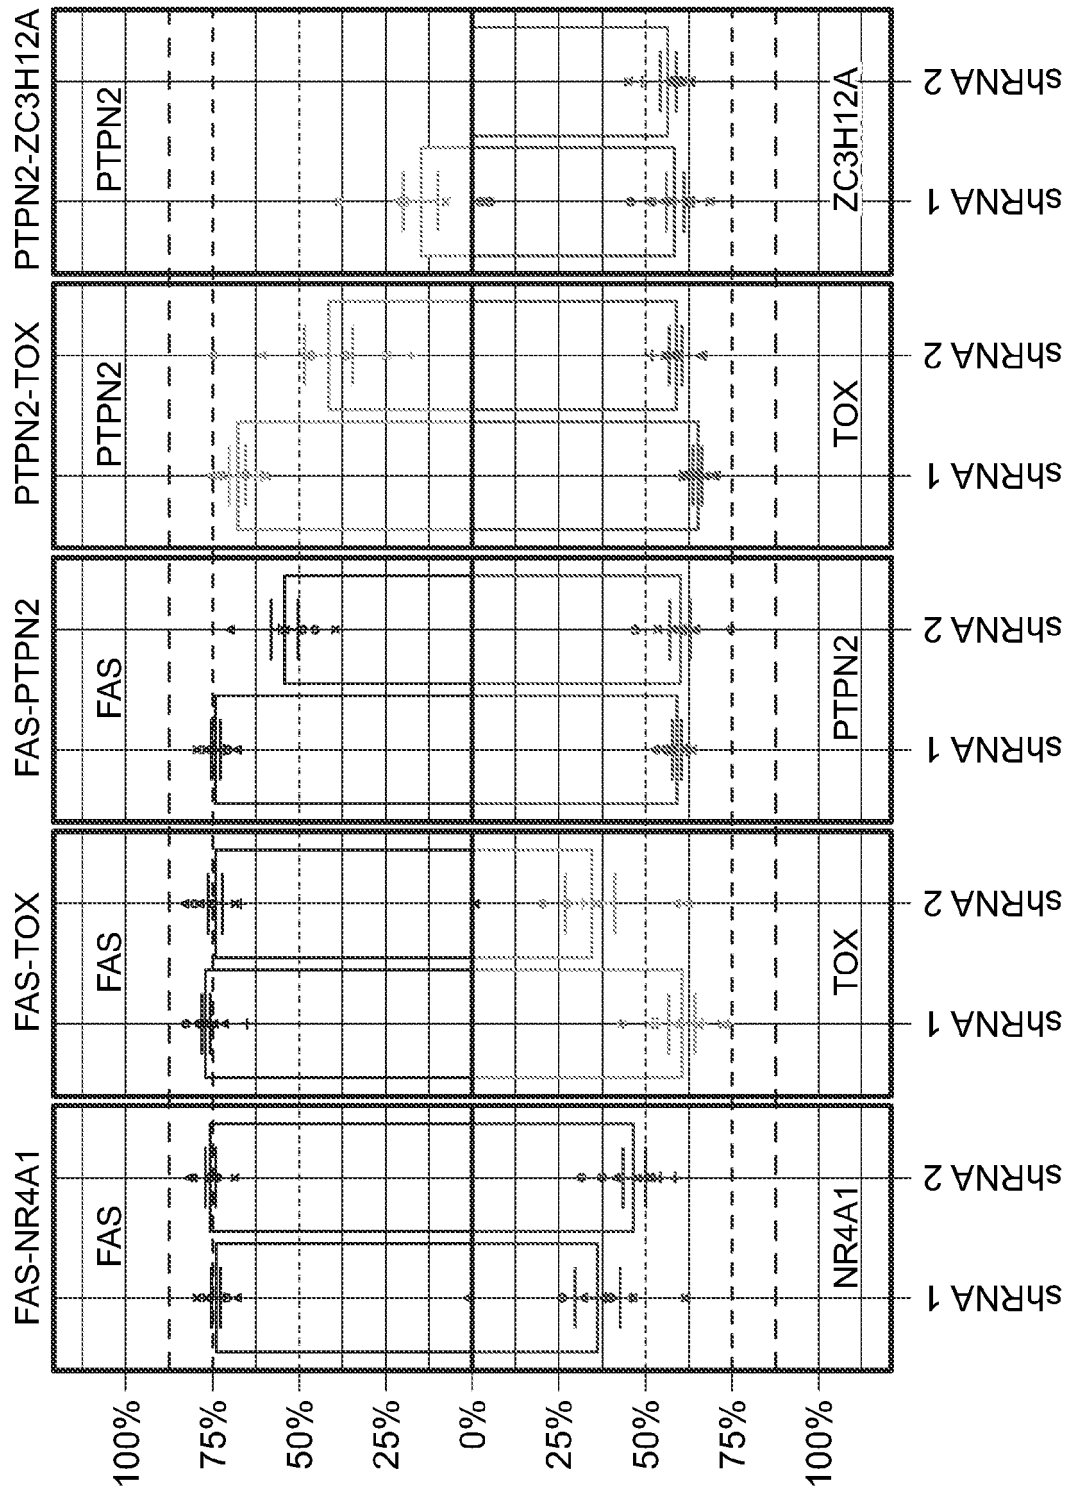 FAS-NR4A1
FAS-TOX
FAS-PTPN2
PTPN2-TOX
PTPN2-ZC3H12A
FAS
FAS
FAS
PTPN2
PTPN2
100%
75%
50%
25%
0%
25%
50%
75%
100%
NR4A1
TOX
PTPN2
TOX
ZC3H12A
shRNA 1
shRNA 2
shRNA 1
shRNA 2
shRNA 1
shRNA 2
shRNA 1
shRNA 2
shRNA 1
shRNA 2